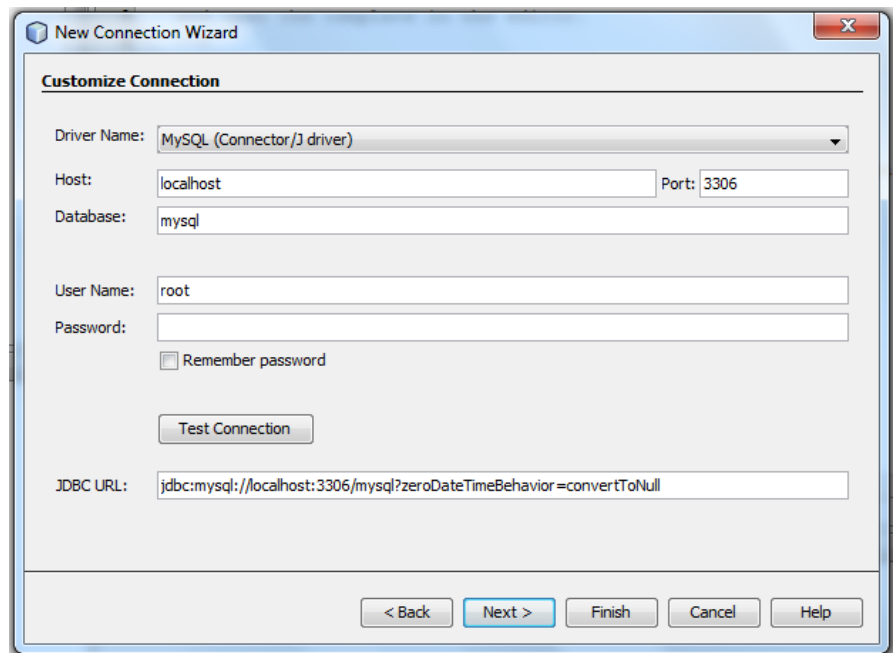 New Connection Wizard
Customize Connection
Driver Name: MySQL (Connector/J driver)
Host: localhost Port: 3306
Database: mysql
User Name: root
Password:
Remember password
Test Connection
JDBC URL: jdbc:mysql://localhost:3306/mysql?zeroDateTimeBehavior=convertToNull
< Back Next > Finish Cancel Help